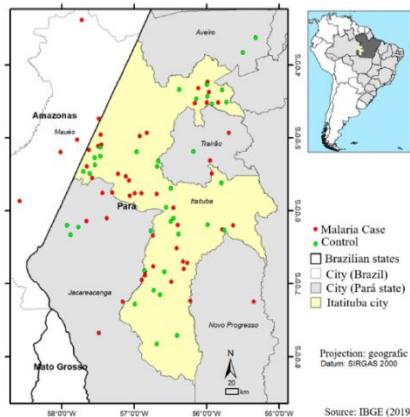 Aveiro
4°0'0"S
Amazonas
Maués
5°0'0"S
Trairão
Itaituba
Pará
6°0'0"S
Malaria Case
Control
Brazilian states
City (Brazil)
City (Pará state)
Itatituba city
Jacareacanga
7°0'0"S
Novo Progresso
Projection: geografic
Datum: SIRGAS 2000
Mato Grosso
N
20
km
8°0'0"S
58°0'0"W 57°0'0"W 56°0'0"W 55°0'0"W
Source: IBGE (2019